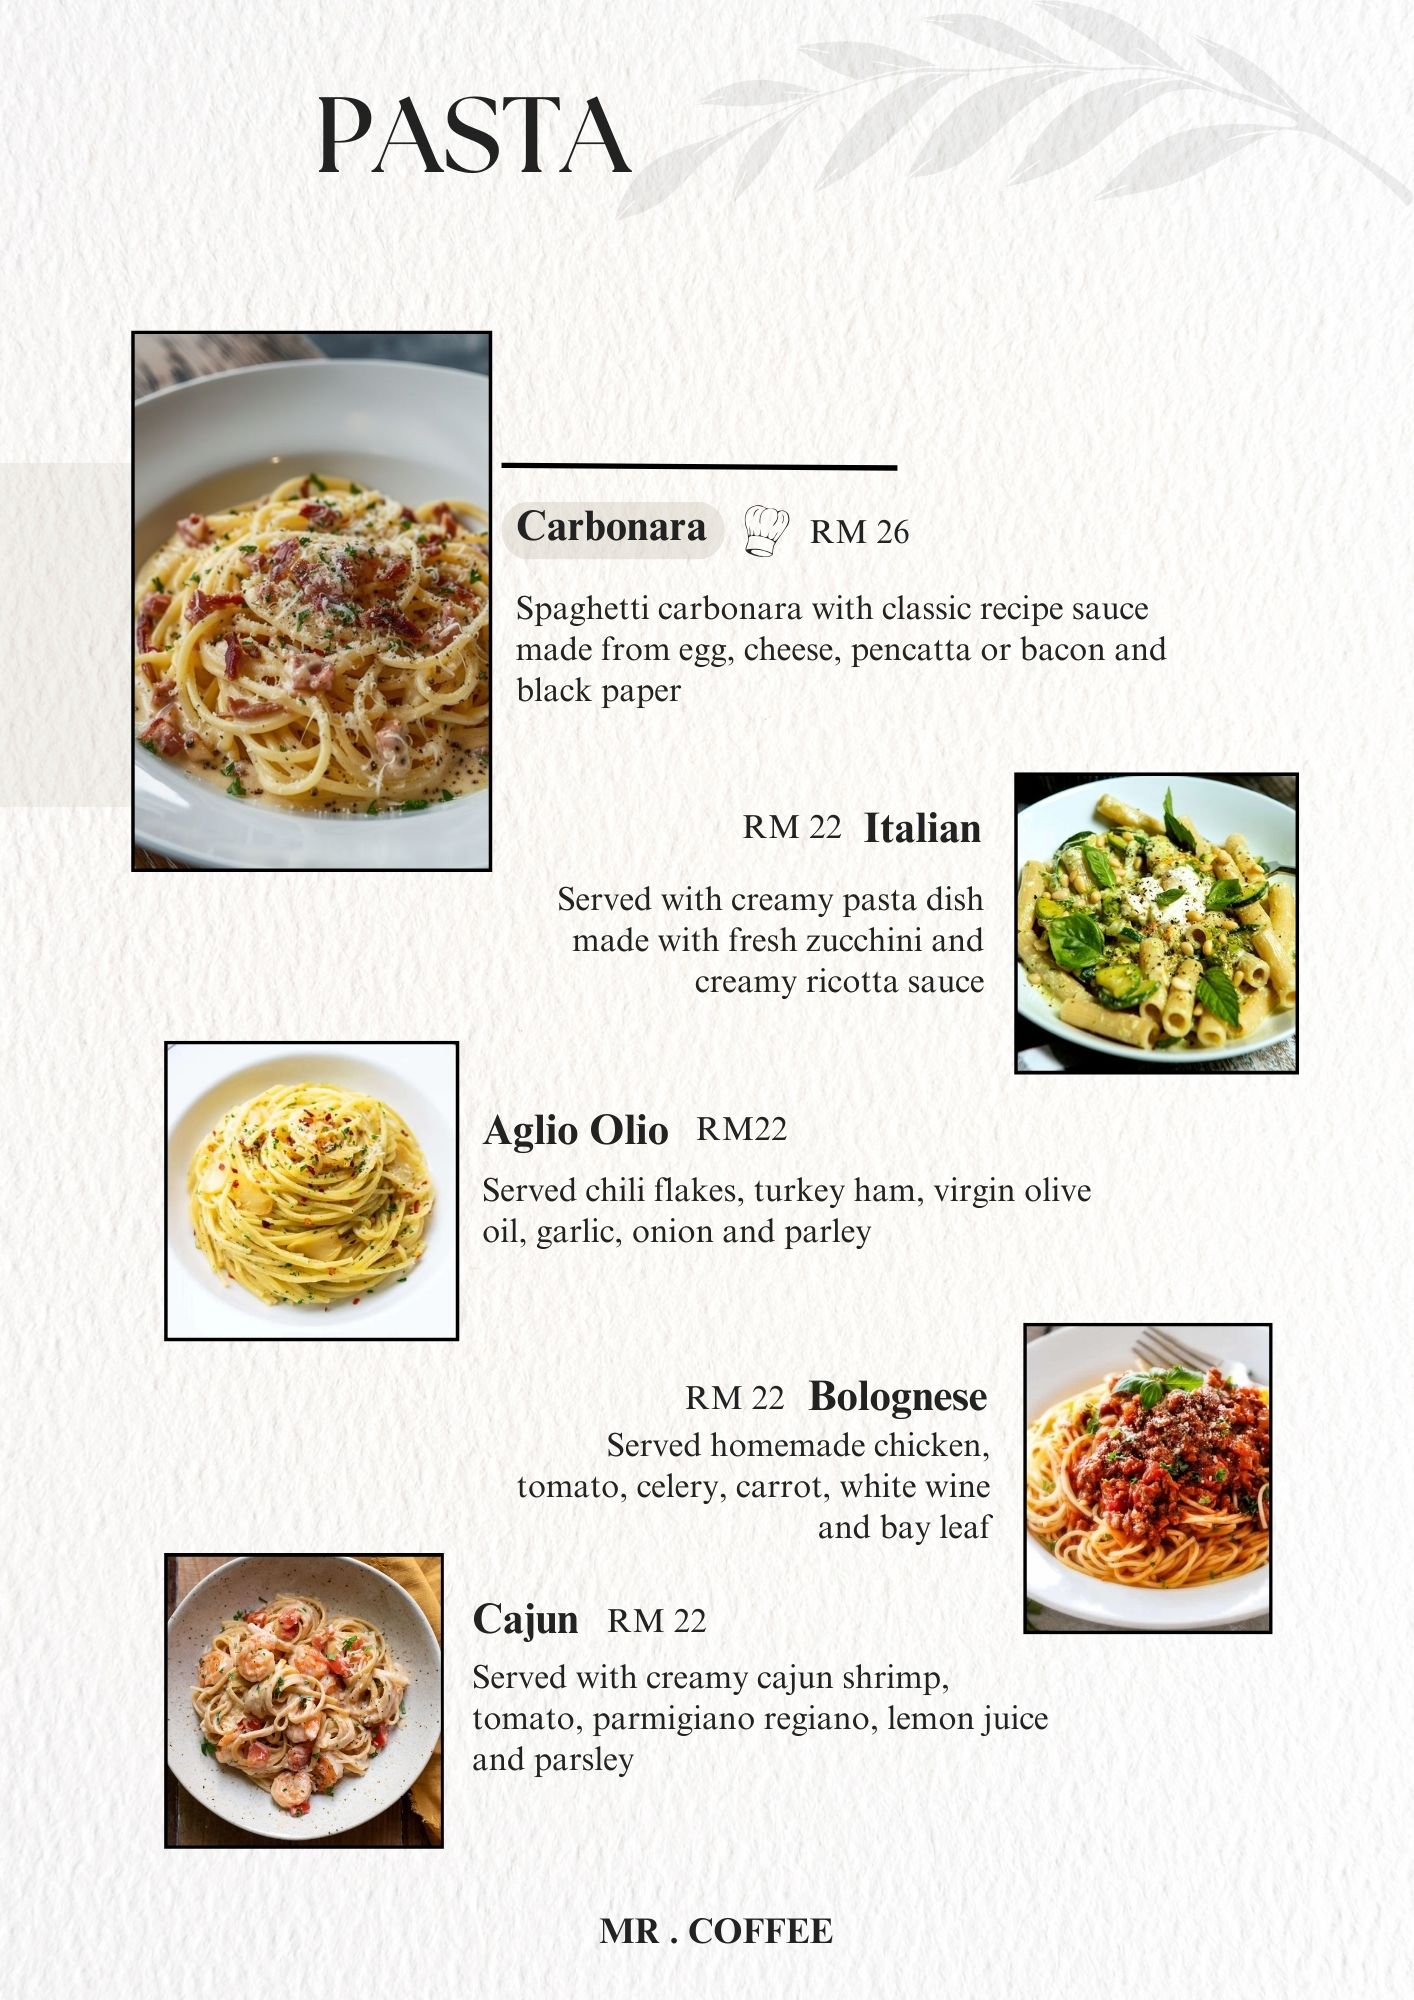 PASTA
Carbonara RM 26
Spaghetti carbonara with classic recipe sauce
made from egg, cheese, pencatta or bacon and
black paper
RM 22 Italian
Served with creamy pasta dish
made with fresh zucchini and
creamy ricotta sauce
Aglio Olio RM22
Served chili flakes, turkey ham, virgin olive
oil, garlic, onion and parley
RM 22 Bolognese
Served homemade chicken,
tomato, celery, carrot, white wine
and bay leaf
Cajun RM 22
Served with creamy cajun shrimp,
tomato, parmigiano regiano, lemon juice
and parsley
MR . COFFEE